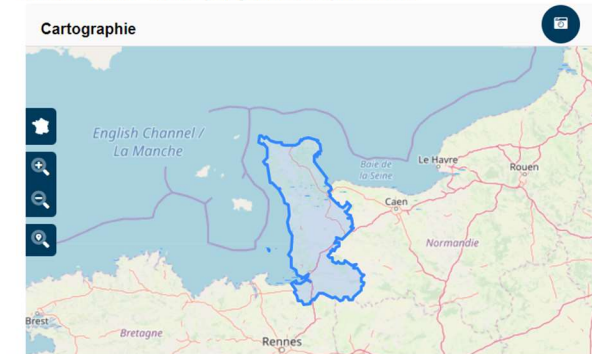 Cartographie
English Channel /
La Manche
Baie de
la Seine
Le Havre
Rouen
Caen
Normandie
Brest
Bretagne
Rennes